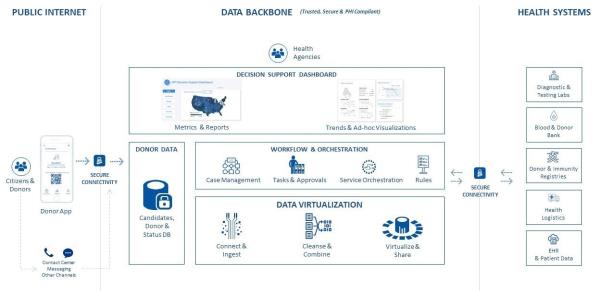 PUBLIC INTERNET
DATA BACKBONE (Trusted, Secure & PHI Compliant)
HEALTH SYSTEMS
Health
Agencies
DECISION SUPPORT DASHBOARD
Metrics & Reports
Trends & Ad-hoc Visualizations
Citizens &
Donors
Donor App
SECURE
CONNECTIVITY
Contact Center
Messaging
Other Channels
DONOR DATA
Candidates,
Donor &
Status DB
WORKFLOW & ORCHESTRATION
Case Management
Tasks & Approvals
Service Orchestration
Rules
DATA VIRTUALIZATION
Connect &
Ingest
Cleanse &
Combine
Virtualize &
Share
SECURE
CONNECTIVITY
Diagnostic &
Testing Labs
Blood & Donor
Bank
Donor & Immunity
Registries
Health
Logistics
EHR
& Patient Data